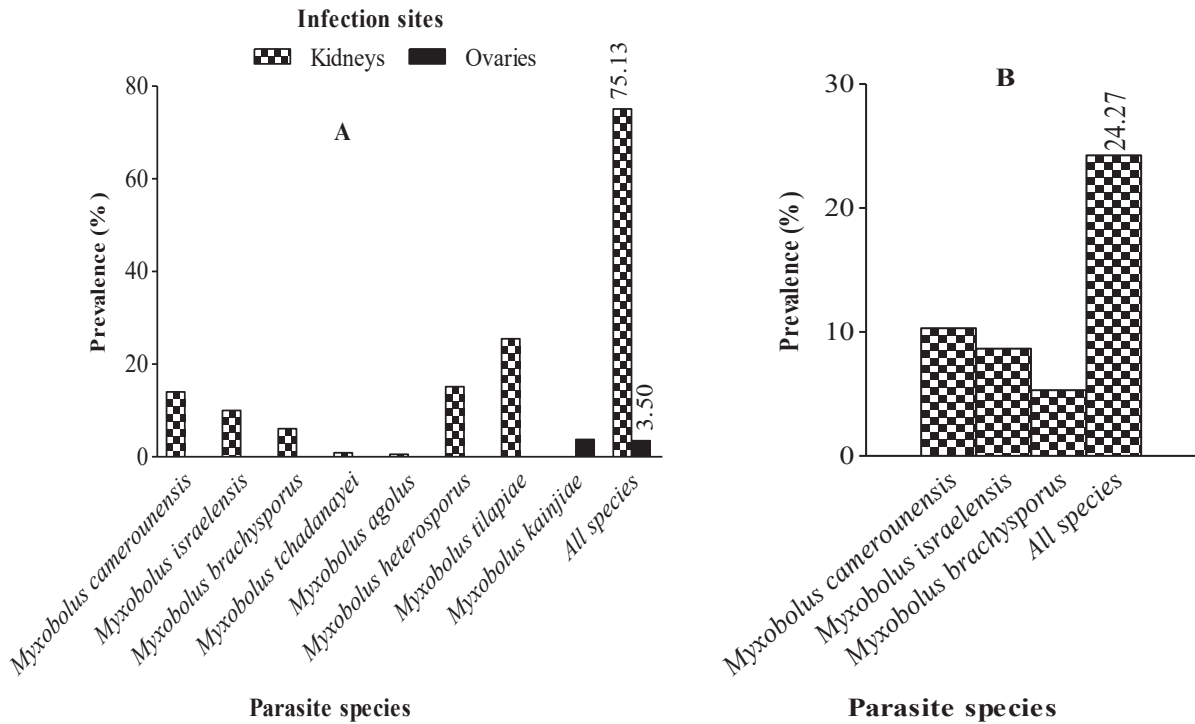 Infection sites
Kidneys Ovaries
A
Prevalence (%)
80
60
40
20
0
75.13
3.50
Myxobolus camerounensis
Myxobolus israelensis
Myxobolus brachysporus
Myxobolus tchadanayei
Myxobolus agolus
Myxobolus heterosporus
Myxobolus tilapiae
Myxobolus kainjiae
All species
Parasite species
B
Prevalence (%)
30
20
10
0
24.27
Myxobolus camerounensis
Myxobolus israelensis
Myxobolus brachysporus
All species
Parasite species